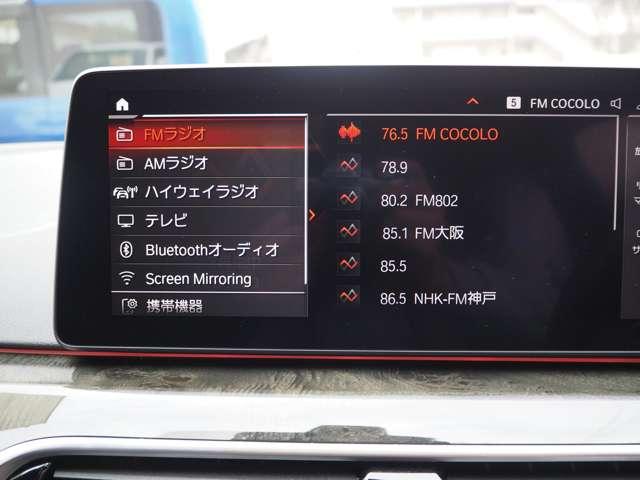 5 FM COCOLO
FMラジオ
AMラジオ
ハイウェイラジオ
テレビ
Bluetoothオーディオ
Screen Mirroring
携帯機器
76.5 FM COCOLO
78.9
80.2 FM802
85.1 FM大阪
85.5
86.5 NHK-FM神戸